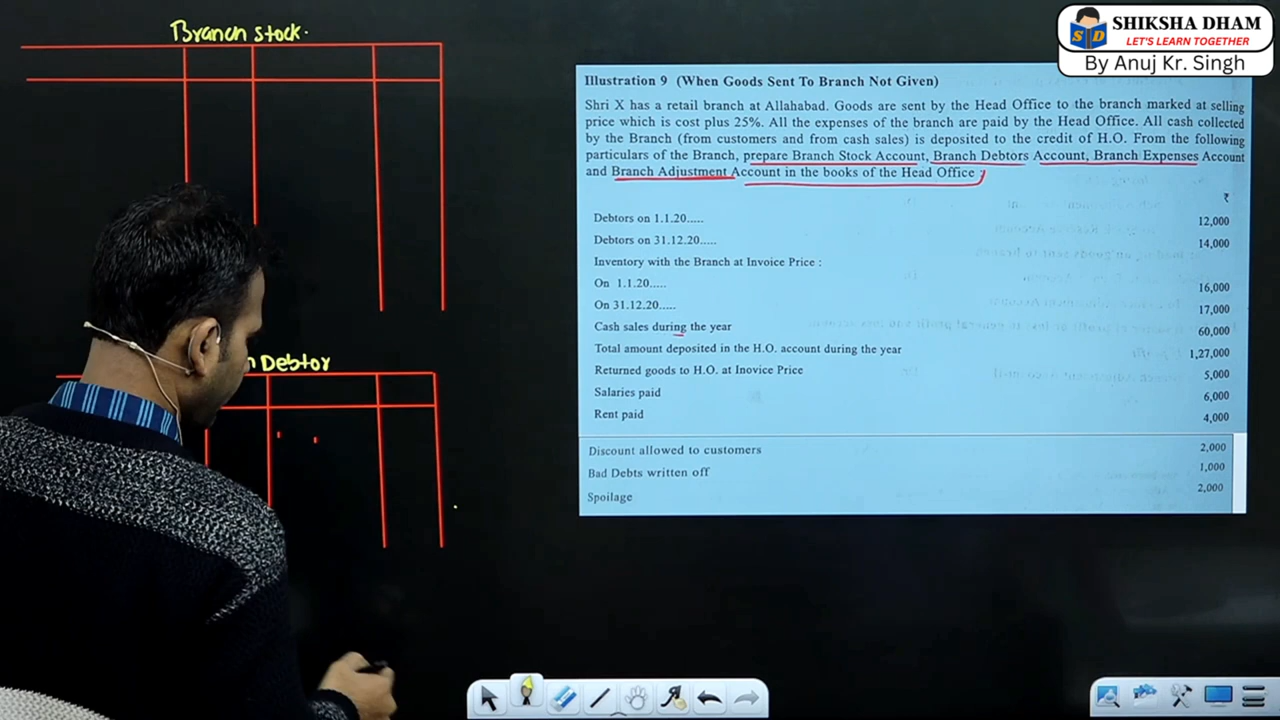 Branch stock.
SHIKSHA DHAM
S D
LET'S LEARN TOGETHER
By Anuj Kr. Singh
Illustration 9 (When Goods Sent To Branch Not Given)
Shri X has a retail branch at Allahabad. Goods are sent by the Head Office to the branch marked at selling
price which is cost plus 25%. All the expenses of the branch are paid by the Head Office. All cash collected
by the Branch (from customers and from cash sales) is deposited to the credit of H.O. From the following
particulars of the Branch, prepare Branch Stock Account, Branch Debtors Account, Branch Expenses Account
and Branch Adjustment Account in the books of the Head Office :
₹
Debtors on 1.1.20..... 12,000
Debtors on 31.12.20..... 14,000
Inventory with the Branch at Invoice Price :
On 1.1.20..... 16,000
On 31.12.20..... 17,000
Cash sales during the year 60,000
Total amount deposited in the H.O. account during the year 1,27,000
Returned goods to H.O. at Inovice Price 5,000
Salaries paid 6,000
Rent paid 4,000
Discount allowed to customers 2,000
Bad Debts written off 1,000
Spoilage 2,000
Debtor